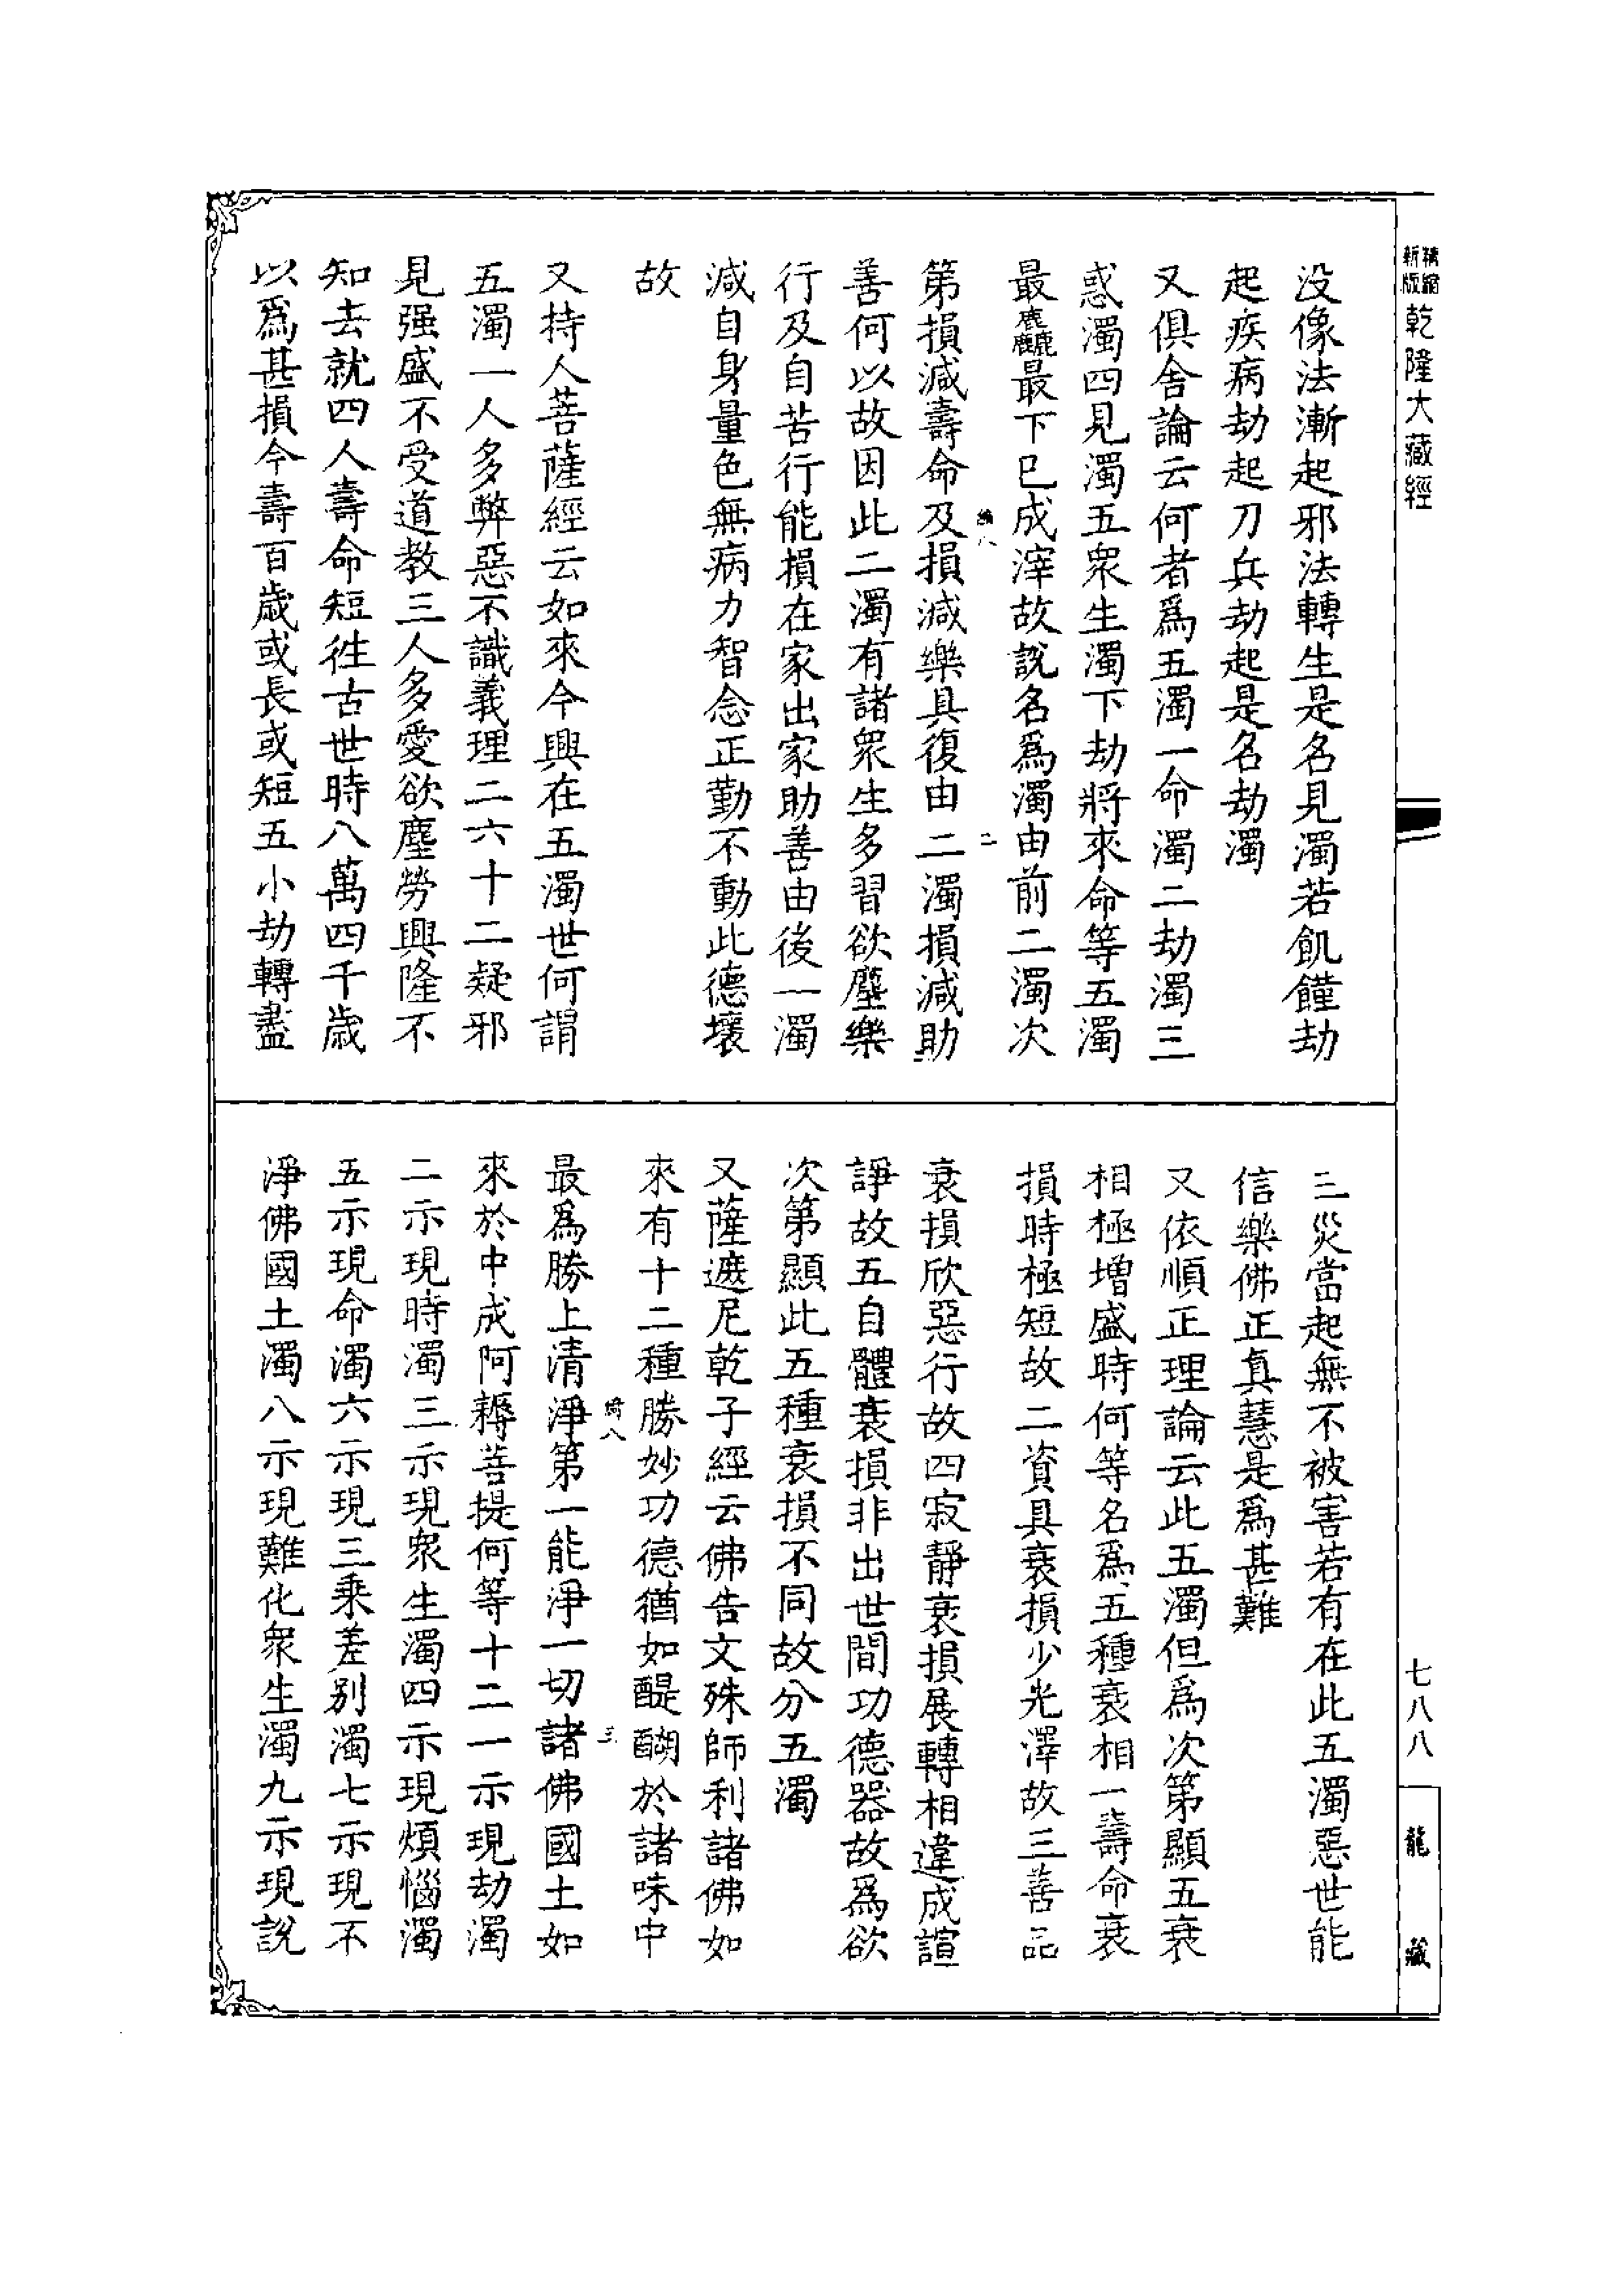 精縮
新版
乾隆大藏經
没像法漸起邪法轉生是名見濁若飢饉劫
起疾病劫起刀兵劫起是名劫濁
又俱舍論云何者爲五濁一命濁二劫濁三
惑濁四見濁五衆生濁下劫將來命等五濁
最麤最下已成滓故說名爲濁由前二濁次
二
第損減壽命及損減樂具復由二濁損減助
善何以故因此二濁有諸衆生多習欲塵樂
行及自苦行能損在家出家助善由後一濁
減自身量色無病力智念正勤不動此德壞
故
又持人菩薩經云如來今興在五濁世何謂
五濁一人多弊惡不識義理二六十二疑邪
見强盛不受道教三人多愛欲塵勞興隆不
知去就四人壽命短徃古世時八萬四千歲
以爲甚損今壽百歲或長或短五小劫轉盡
三災當起無不被害若有在此五濁惡世能
信樂佛正真慧是爲甚難
又依順正理論云此五濁但爲次第顯五衰
相極增盛時何等名爲五種衰相一壽命衰
損時極短故二資具衰損少光澤故三善品
衰損欣惡行故四寂靜衰損展轉相違成諠
諍故五自體衰損非出世間功德器故爲欲
次第顯此五種衰損不同故分五濁
又薩遮尼乾子經云佛告文殊師利諸佛如
來有十二種勝妙功德猶如醍醐於諸味中
三
最爲勝上清淨第一能淨一切諸佛國土如
來於中成阿耨菩提何等十二一示現劫濁
二示現時濁三示現衆生濁四示現煩惱濁
五示現命濁六示現三乘差别濁七示現不
淨佛國土濁八示現難化衆生濁九示現說
七八八
龍藏